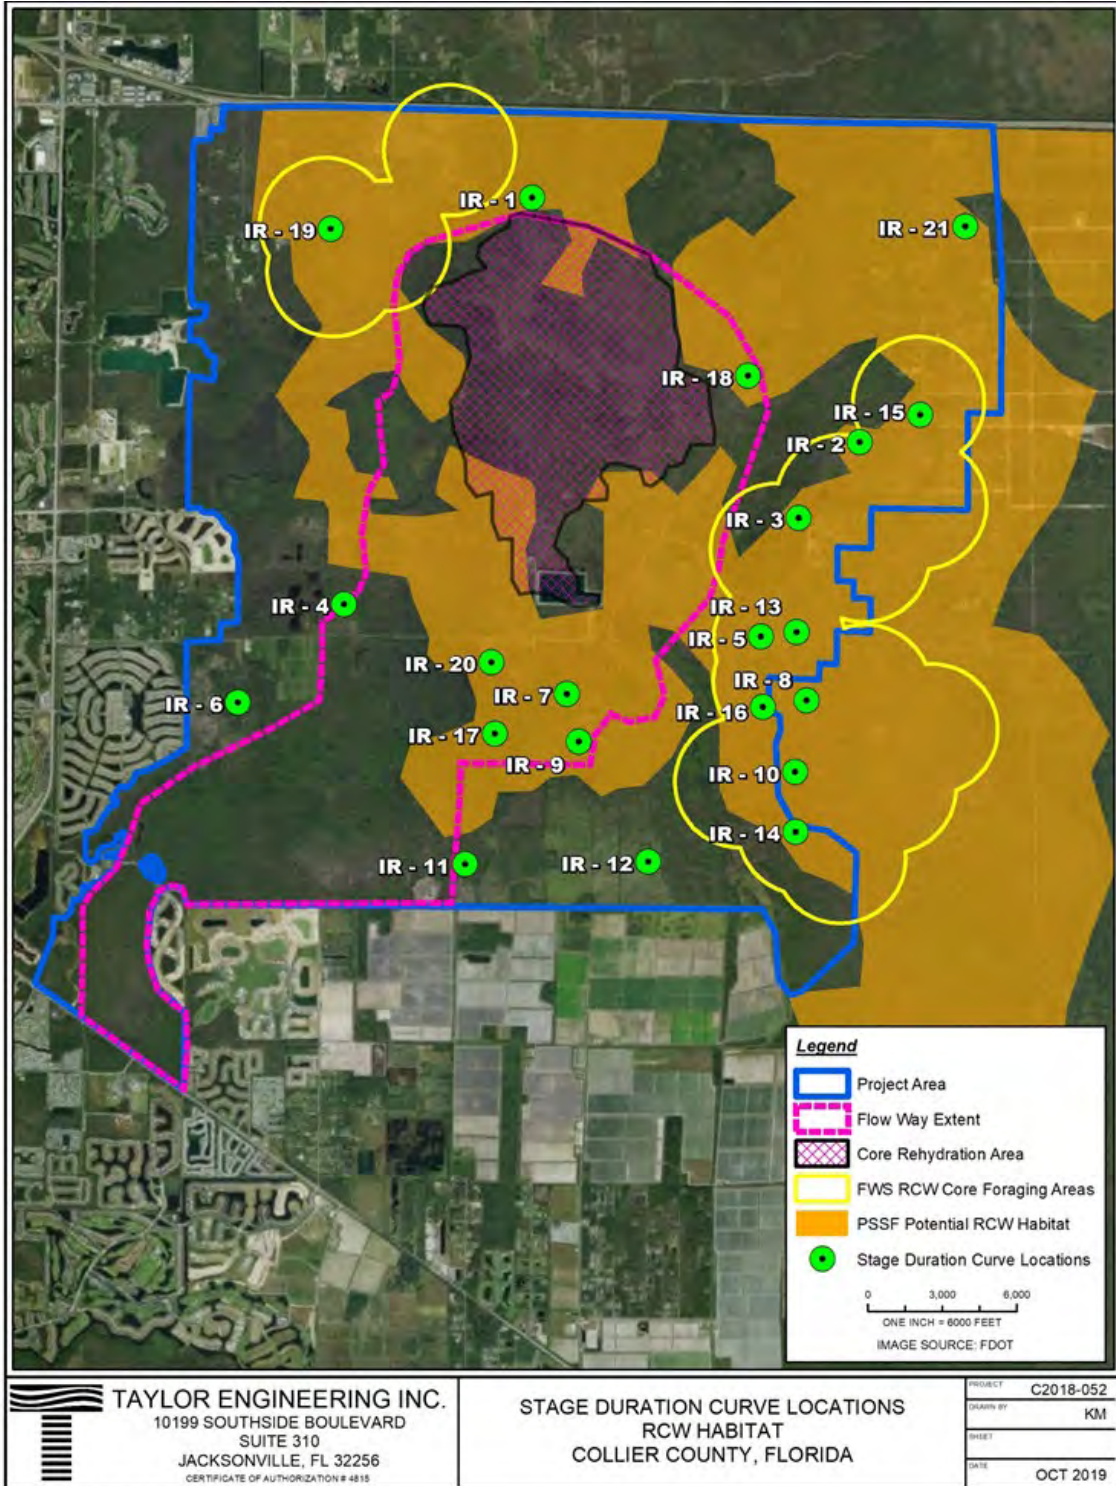 IR - 1
IR - 19
IR - 21
IR - 18
IR - 15
IR - 2
IR - 3
IR - 4
IR - 13
IR - 5
IR - 20
IR - 7
IR - 8
IR - 6
IR - 16
IR - 17
IR - 9
IR - 10
IR - 14
IR - 11
IR - 12
Legend
Project Area
Flow Way Extent
Core Rehydration Area
FWS RCW Core Foraging Areas
PSSF Potential RCW Habitat
Stage Duration Curve Locations
0 3,000 6,000
ONE INCH = 6000 FEET
IMAGE SOURCE: FDOT
TAYLOR ENGINEERING INC.
10199 SOUTHSIDE BOULEVARD
SUITE 310
JACKSONVILLE, FL 32256
CERTIFICATE OF AUTHORIZATION # 4815
STAGE DURATION CURVE LOCATIONS
RCW HABITAT
COLLIER COUNTY, FLORIDA
PROJECT C2018-052
DRAWN BY KM
SHEET
DATE OCT 2019